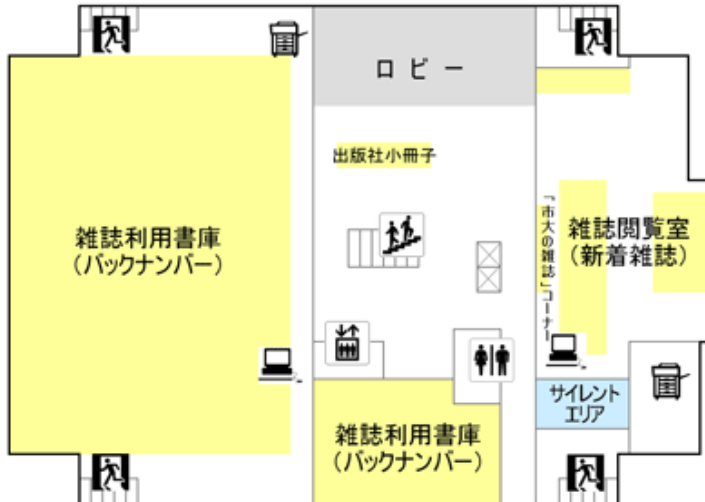 ロビー
出版社小冊子
雑誌利用書庫
（バックナンバー）
「市大の雑誌」コーナー
雑誌閲覧室
（新着雑誌）
サイレント
エリア
雑誌利用書庫
（バックナンバー）